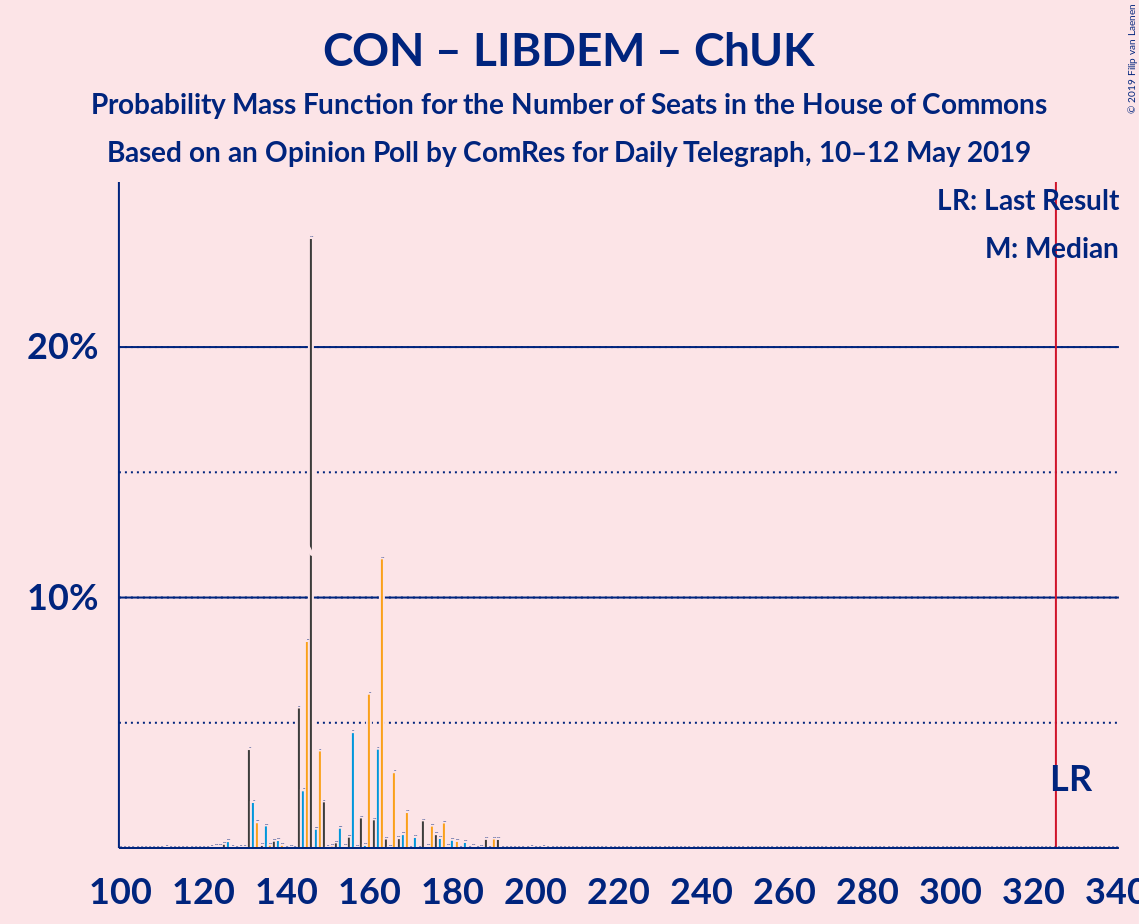 CON – LIBDEM – ChUK
Probability Mass Function for the Number of Seats in the House of Commons
Based on an Opinion Poll by ComRes for Daily Telegraph, 10–12 May 2019
© 2019 Filip van Laenen
LR: Last Result
M: Median
20%
10%
LR
100 120 140 160 180 200 220 240 260 280 300 320 340